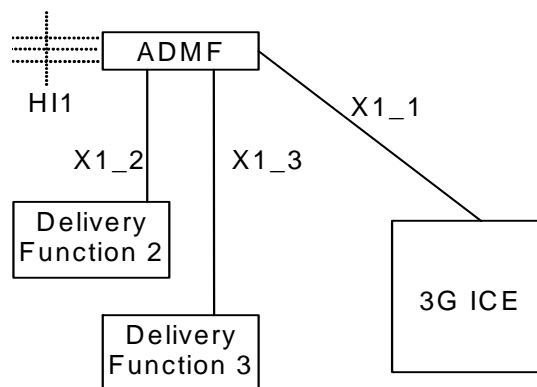 ADMF
HI1
X1_1
X1_2
X1_3
Delivery
Function 2
3G ICE
Delivery
Function 3